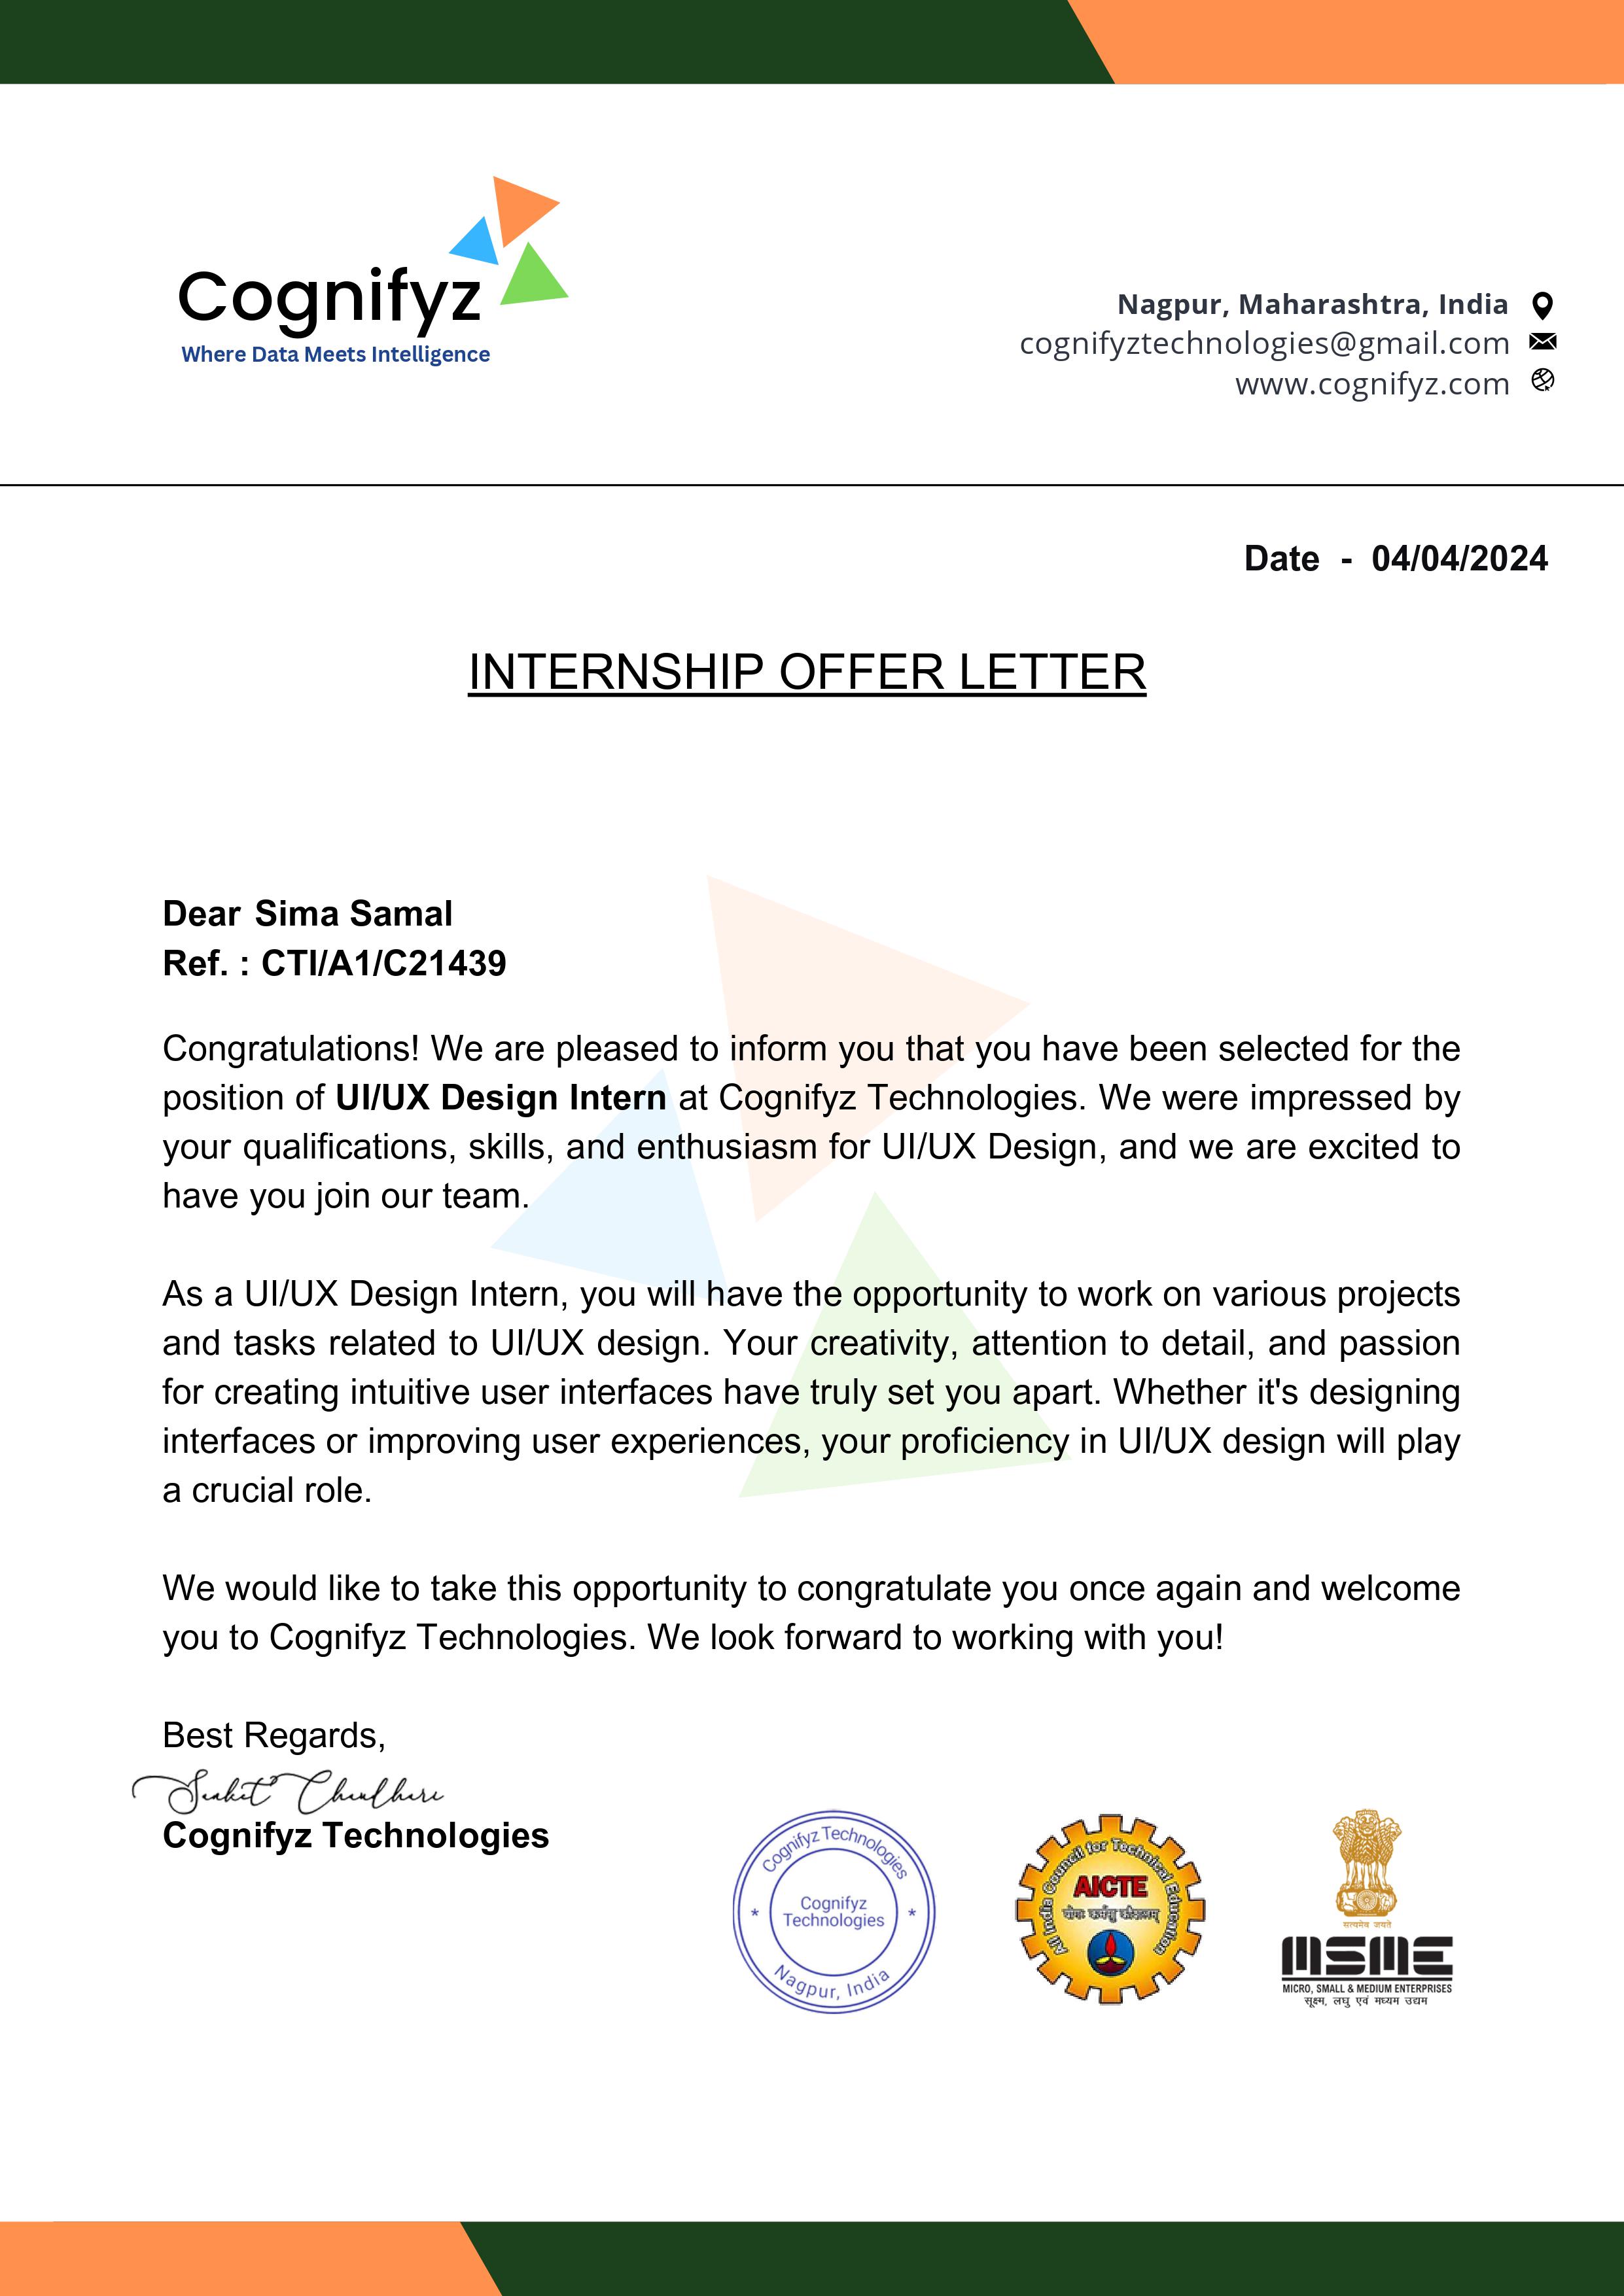 Cognifyz
Where Data Meets Intelligence
Nagpur, Maharashtra, India
cognifyztechnologies@gmail.com
www.cognifyz.com
Date - 04/04/2024
INTERNSHIP OFFER LETTER
Dear Sima Samal
Ref. : CTI/A1/C21439
Congratulations! We are pleased to inform you that you have been selected for the
position of UI/UX Design Intern at Cognifyz Technologies. We were impressed by
your qualifications, skills, and enthusiasm for UI/UX Design, and we are excited to
have you join our team.
As a UI/UX Design Intern, you will have the opportunity to work on various projects
and tasks related to UI/UX design. Your creativity, attention to detail, and passion
for creating intuitive user interfaces have truly set you apart. Whether it's designing
interfaces or improving user experiences, your proficiency in UI/UX design will play
a crucial role.
We would like to take this opportunity to congratulate you once again and welcome
you to Cognifyz Technologies. We look forward to working with you!
Best Regards,
Cognifyz Technologies
Cognifyz Technologies
Cognifyz
Technologies
* *
Nagpur, India
All India Council for Technical Education
AICTE
योगः कर्मसु कौशलम्
सत्यमेव जयते
MSME
MICRO, SMALL & MEDIUM ENTERPRISES
सूक्ष्म, लघु एवं मध्यम उद्यम